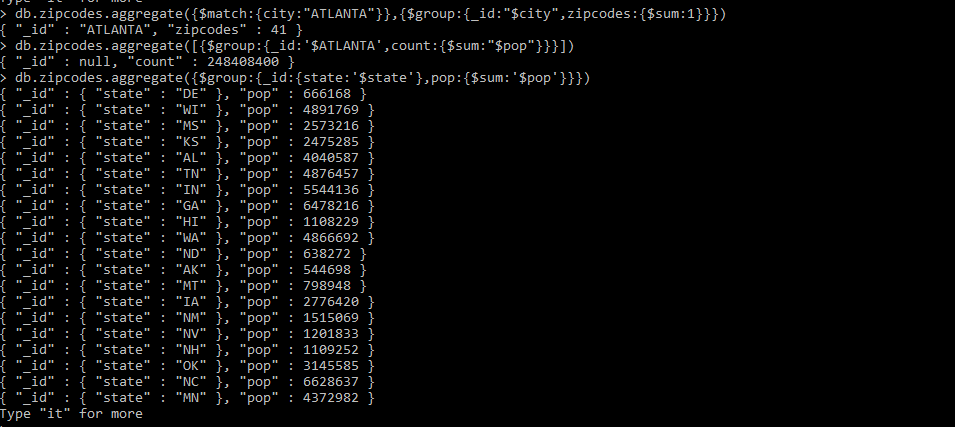 Type "it" for more
> db.zipcodes.aggregate({$match:{city:"ATLANTA"}},{$group:{_id:"$city",zipcodes:{$sum:1}}})
{ "_id" : "ATLANTA", "zipcodes" : 41 }
> db.zipcodes.aggregate([{$group:{_id:'$ATLANTA',count:{$sum:"$pop"}}}])
{ "_id" : null, "count" : 248408400 }
> db.zipcodes.aggregate({$group:{_id:{state:'$state'},pop:{$sum:'$pop'}}})
{ "_id" : { "state" : "DE" }, "pop" : 666168 }
{ "_id" : { "state" : "WI" }, "pop" : 4891769 }
{ "_id" : { "state" : "MS" }, "pop" : 2573216 }
{ "_id" : { "state" : "KS" }, "pop" : 2475285 }
{ "_id" : { "state" : "AL" }, "pop" : 4040587 }
{ "_id" : { "state" : "TN" }, "pop" : 4876457 }
{ "_id" : { "state" : "IN" }, "pop" : 5544136 }
{ "_id" : { "state" : "GA" }, "pop" : 6478216 }
{ "_id" : { "state" : "HI" }, "pop" : 1108229 }
{ "_id" : { "state" : "WA" }, "pop" : 4866692 }
{ "_id" : { "state" : "ND" }, "pop" : 638272 }
{ "_id" : { "state" : "AK" }, "pop" : 544698 }
{ "_id" : { "state" : "MT" }, "pop" : 798948 }
{ "_id" : { "state" : "IA" }, "pop" : 2776420 }
{ "_id" : { "state" : "NM" }, "pop" : 1515069 }
{ "_id" : { "state" : "NV" }, "pop" : 1201833 }
{ "_id" : { "state" : "NH" }, "pop" : 1109252 }
{ "_id" : { "state" : "OK" }, "pop" : 3145585 }
{ "_id" : { "state" : "NC" }, "pop" : 6628637 }
{ "_id" : { "state" : "MN" }, "pop" : 4372982 }
Type "it" for more